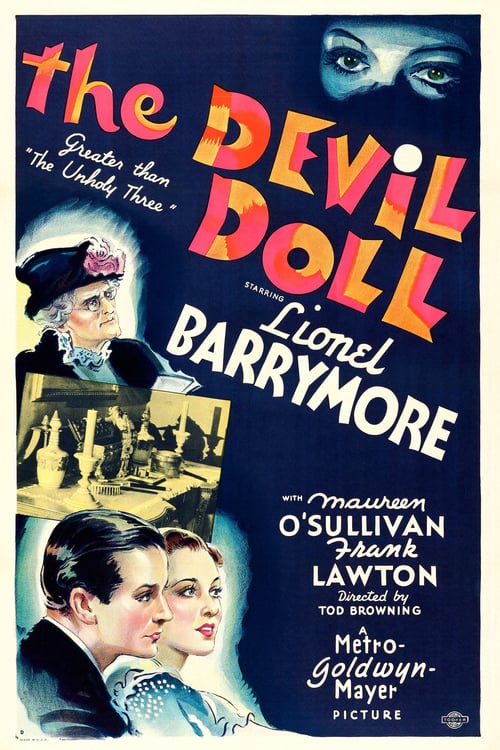 the DEVIL
DOLL
Greater than
"The Unholy Three"
STARRING
Lionel
BARRYMORE
WITH Maureen
O'SULLIVAN
Frank
LAWTON
Directed by
TOD BROWNING
A
Metro-
Goldwyn-
Mayer
PICTURE
TOOKER